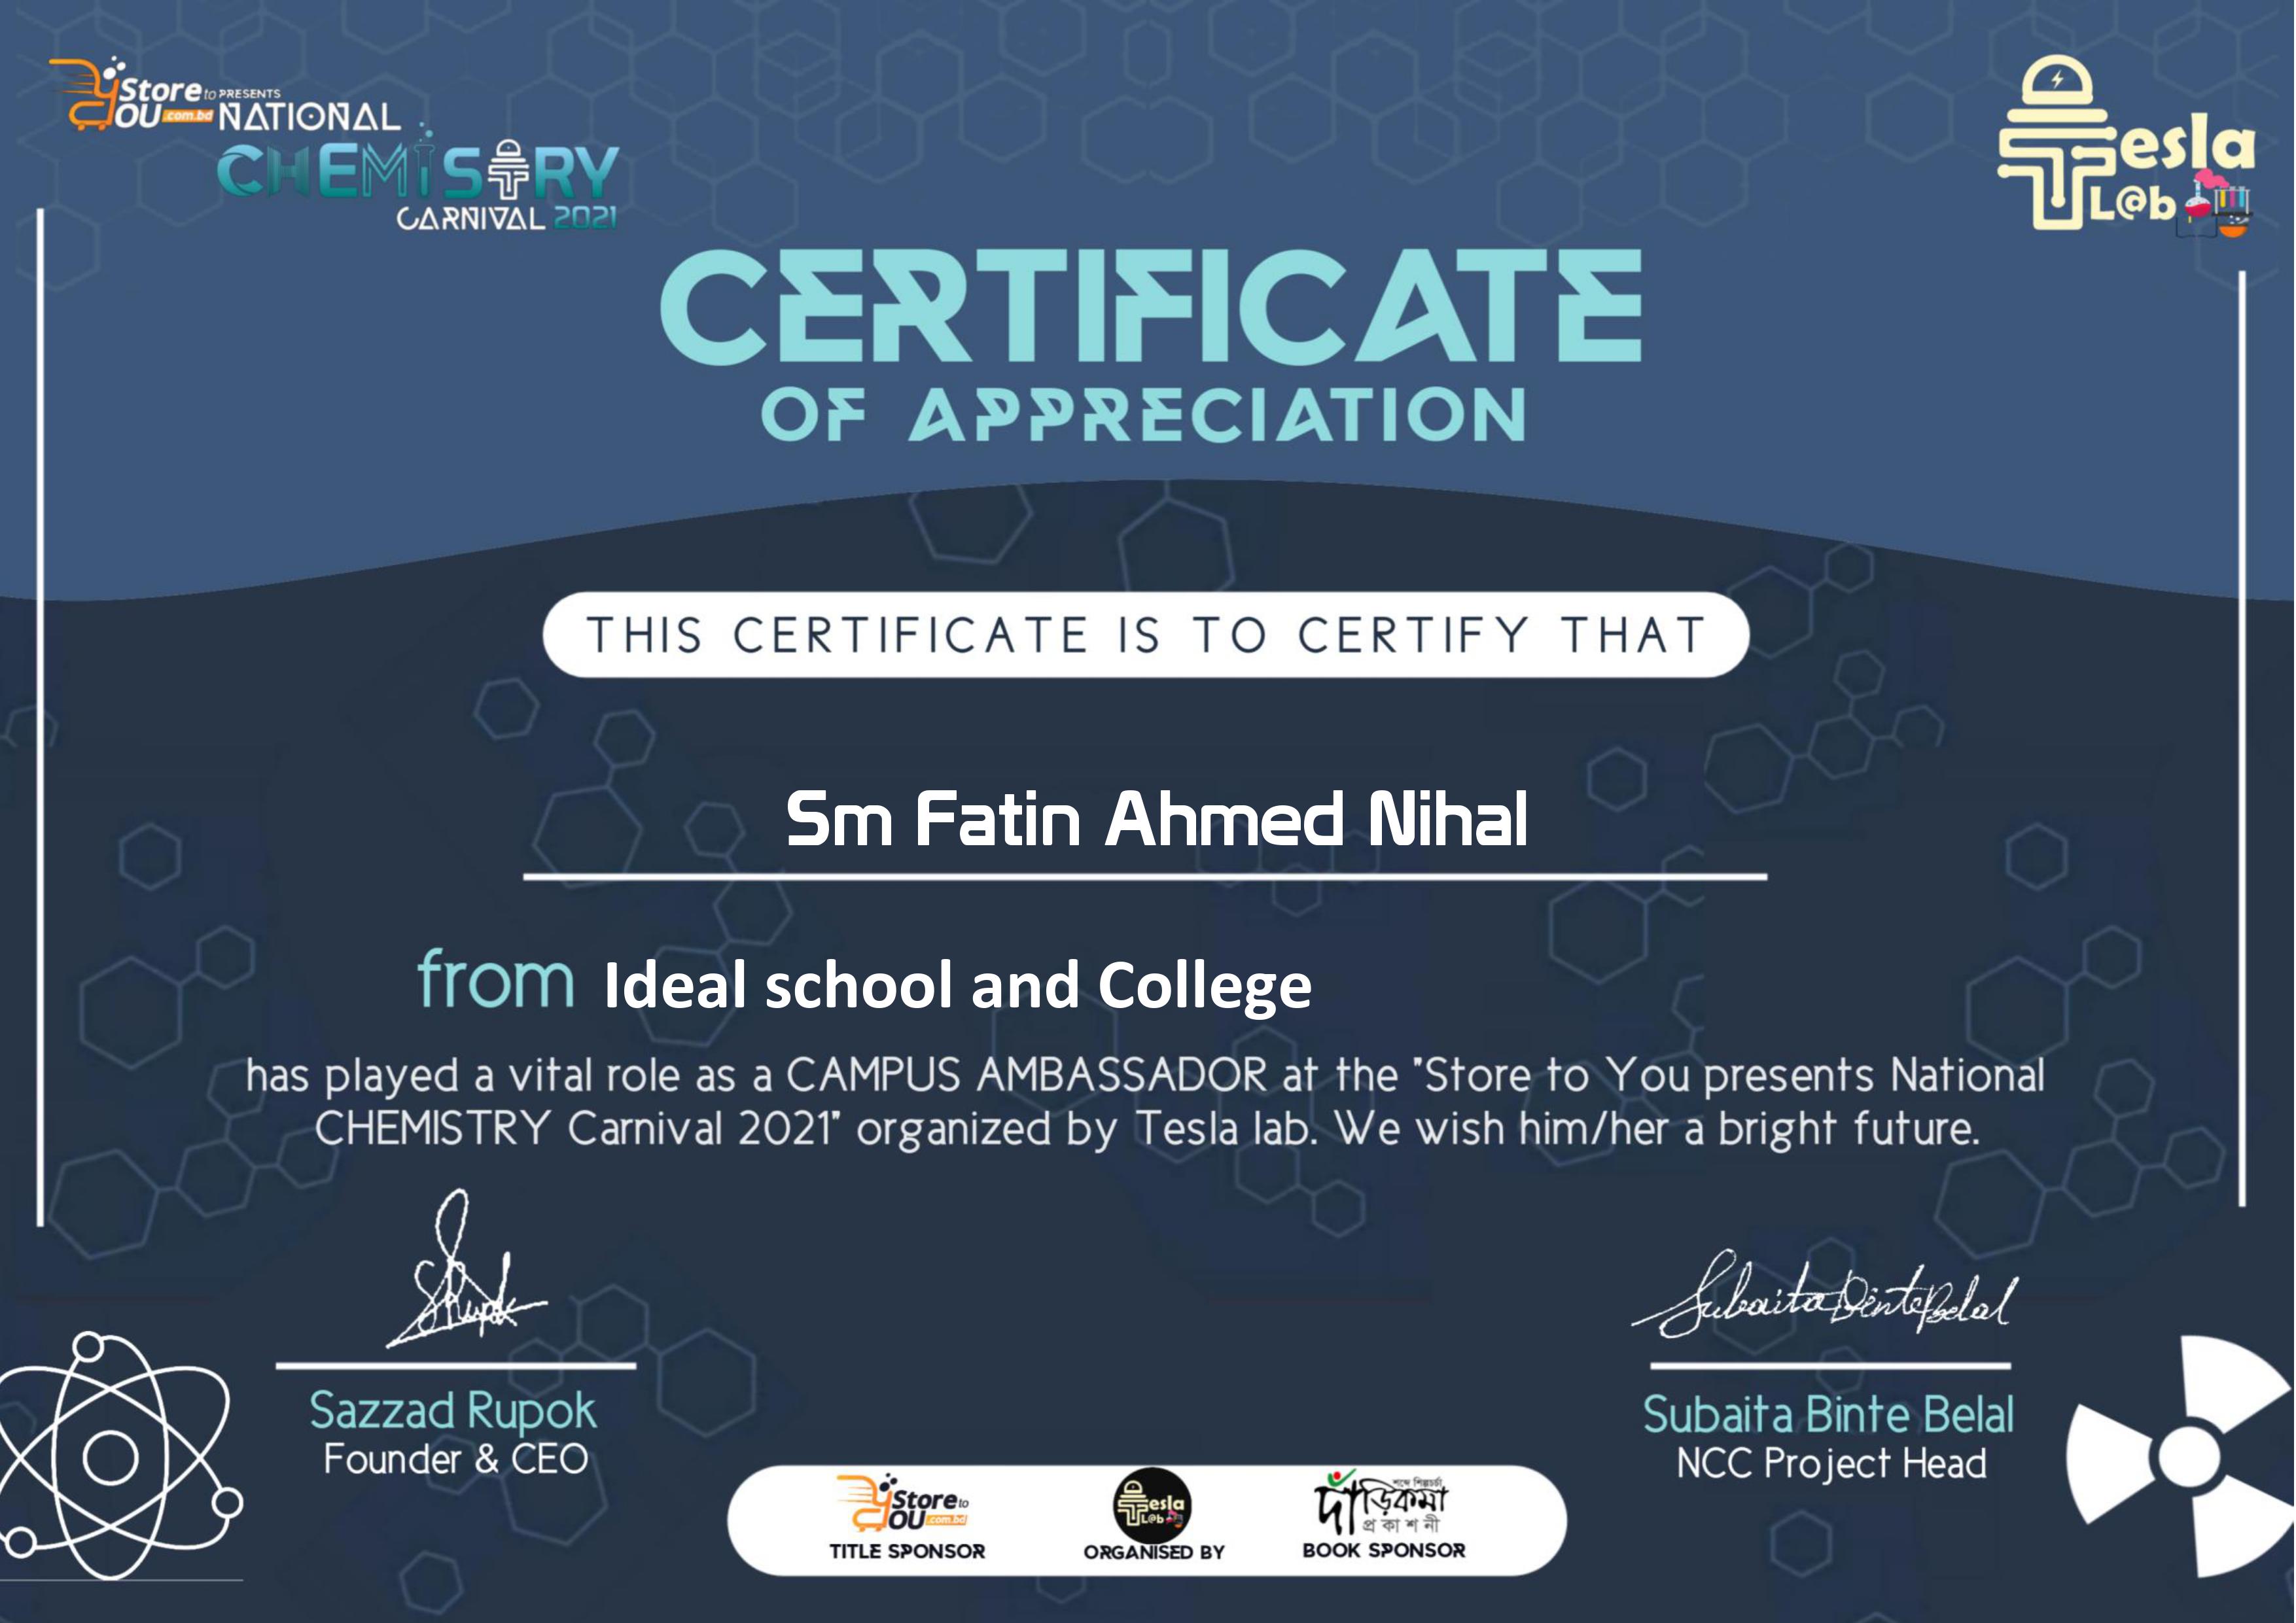 Store to PRESENTS
YOU .com.bd NATIONAL
CHEMISTRY
CARNIVAL 2021
Tesla
L@b
CERTIFICATE
OF APPRECIATION
THIS CERTIFICATE IS TO CERTIFY THAT
Sm Fatin Ahmed Nihal
from Ideal school and College
has played a vital role as a CAMPUS AMBASSADOR at the "Store to You presents National
CHEMISTRY Carnival 2021" organized by Tesla lab. We wish him/her a bright future.
Subaita Binte Belal
Sazzad Rupok
Founder & CEO
Subaita Binte Belal
NCC Project Head
Store to
YOU .com.bd
TITLE SPONSOR
Tesla
L@b
ORGANISED BY
শব্দে শিল্পচর্চা
দাঁড়িকমা
প্রকাশনী
BOOK SPONSOR